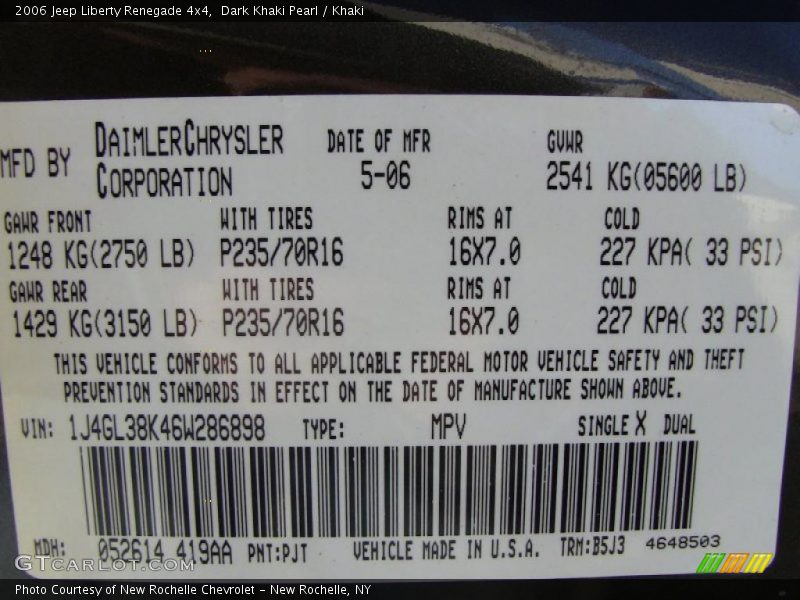 2006 Jeep Liberty Renegade 4x4,  Dark Khaki Pearl / Khaki
MFD BY DAIMLERCHRYSLER CORPORATION
DATE OF MFR 5-06
GVWR 2541 KG(05600 LB)
GAWR FRONT WITH TIRES RIMS AT COLD
1248 KG(2750 LB) P235/70R16 16X7.0 227 KPA( 33 PSI)
GAWR REAR WITH TIRES RIMS AT COLD
1429 KG(3150 LB) P235/70R16 16X7.0 227 KPA( 33 PSI)
THIS VEHICLE CONFORMS TO ALL APPLICABLE FEDERAL MOTOR VEHICLE SAFETY AND THEFT
PREVENTION STANDARDS IN EFFECT ON THE DATE OF MANUFACTURE SHOWN ABOVE.
VIN: 1J4GL38K46W286898 TYPE: MPV SINGLE X DUAL
MDH: 052614 419AA PNT:PJT VEHICLE MADE IN U.S.A. TRM:B5J3 4648503
GTCarLot.com
Photo Courtesy of New Rochelle Chevrolet – New Rochelle, NY